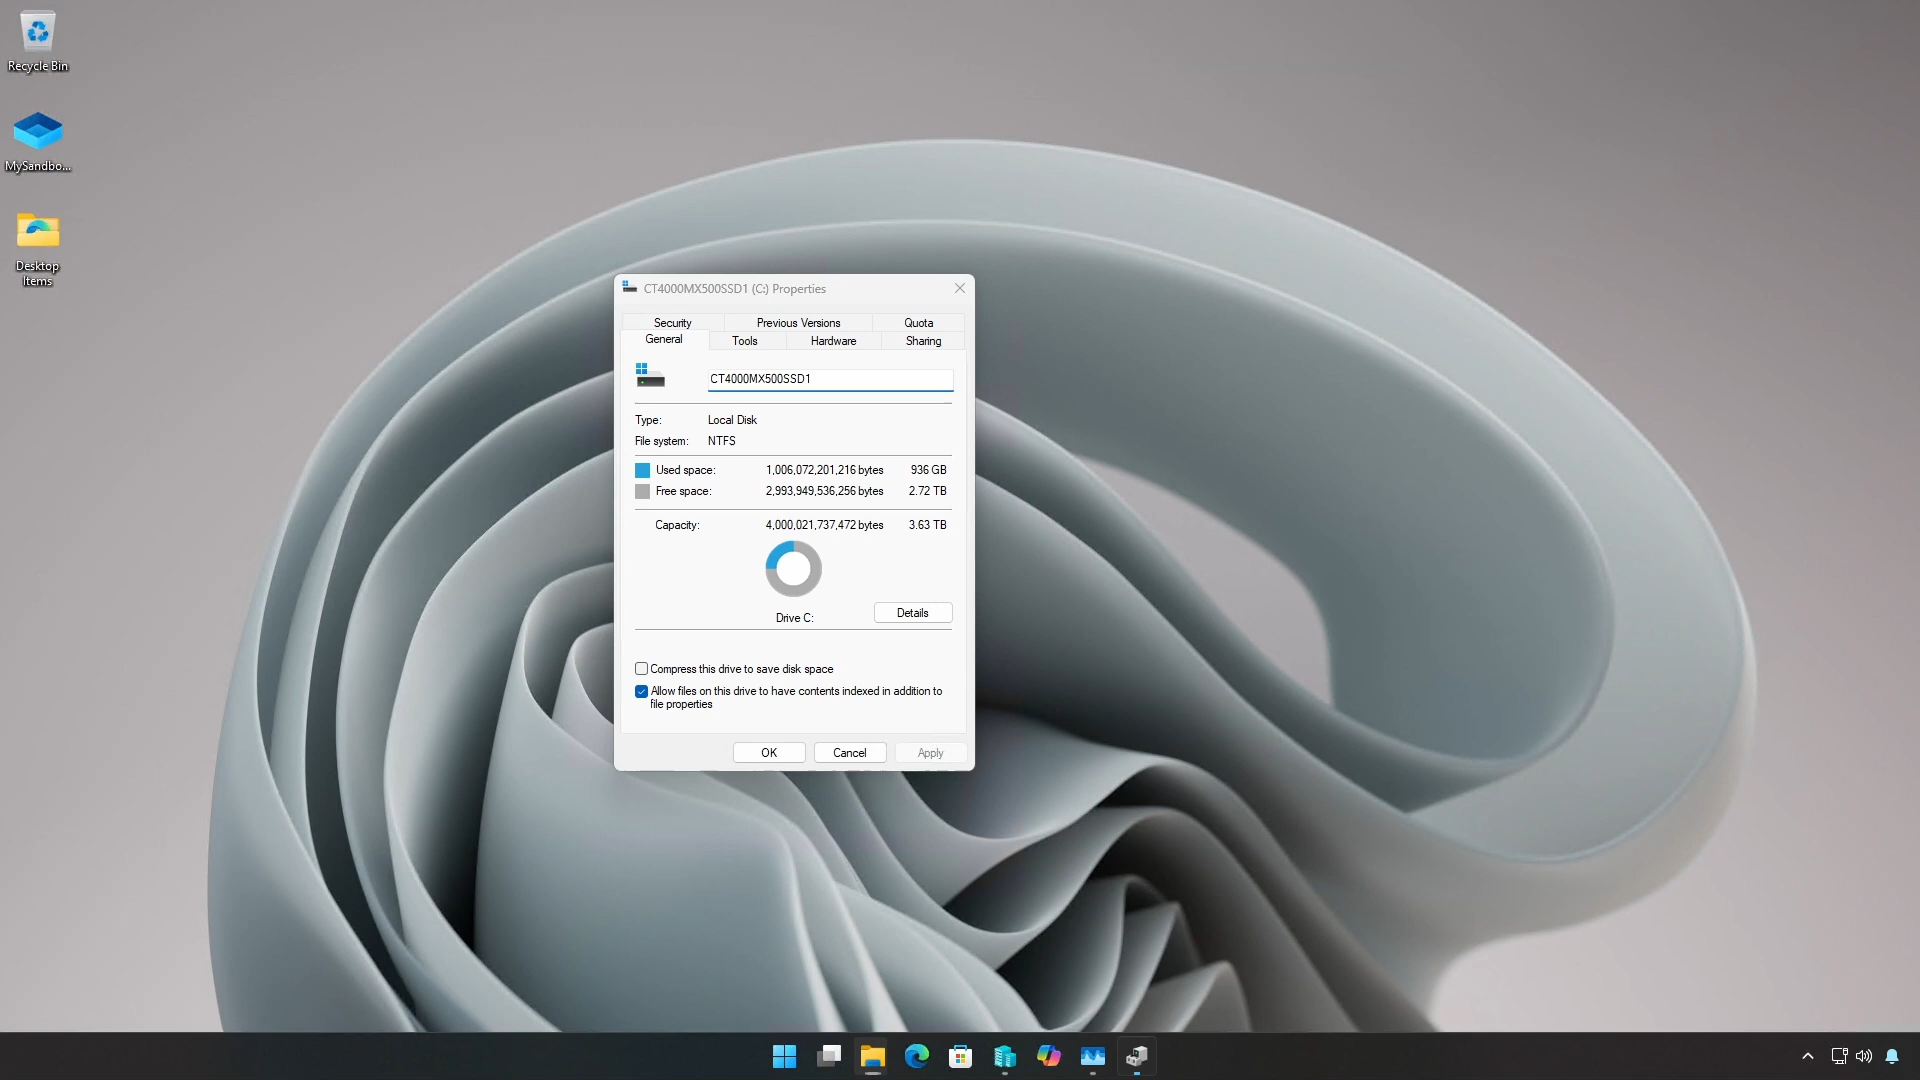 Recycle Bin
MySandbo...
Desktop
Items
CT4000MX500SSD1 (C:) Properties
Security Previous Versions Quota
General Tools Hardware Sharing
CT4000MX500SSD1
Type: Local Disk
File system: NTFS
Used space: 1,006,072,201,216 bytes 936 GB
Free space: 2,993,949,536,256 bytes 2.72 TB
Capacity: 4,000,021,737,472 bytes 3.63 TB
Drive C: Details
Compress this drive to save disk space
Allow files on this drive to have contents indexed in addition to
file properties
OK Cancel Apply